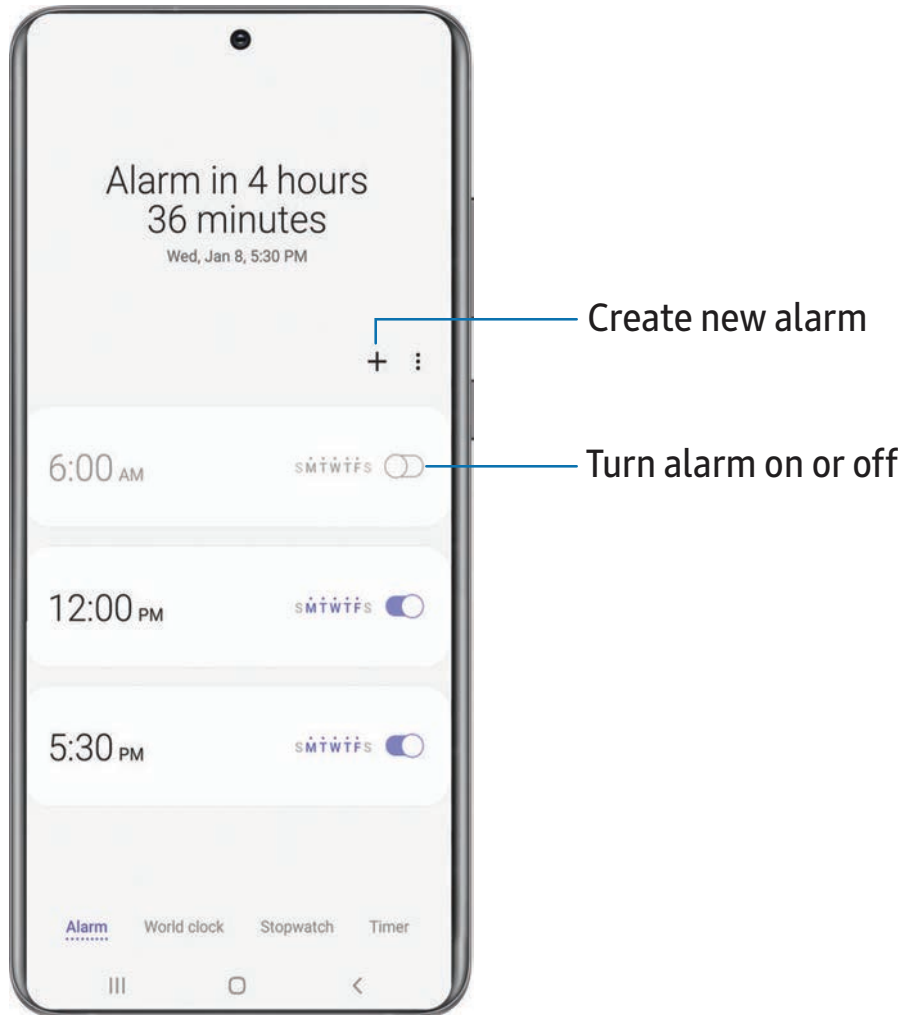 Alarm in 4 hours
36 minutes
Wed, Jan 8, 5:30 PM
Create new alarm
6:00 AM SMTWTFS
Turn alarm on or off
12:00 PM SMTWTFS
5:30 PM SMTWTFS
Alarm World clock Stopwatch Timer